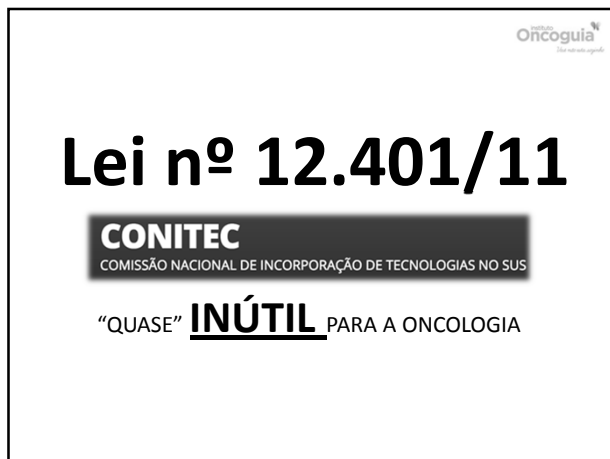 Instituto
Oncoguia
Lei nº 12.401/11
CONITEC
COMISSÃO NACIONAL DE INCORPORAÇÃO DE TECNOLOGIAS NO SUS
“QUASE” INÚTIL PARA A ONCOLOGIA